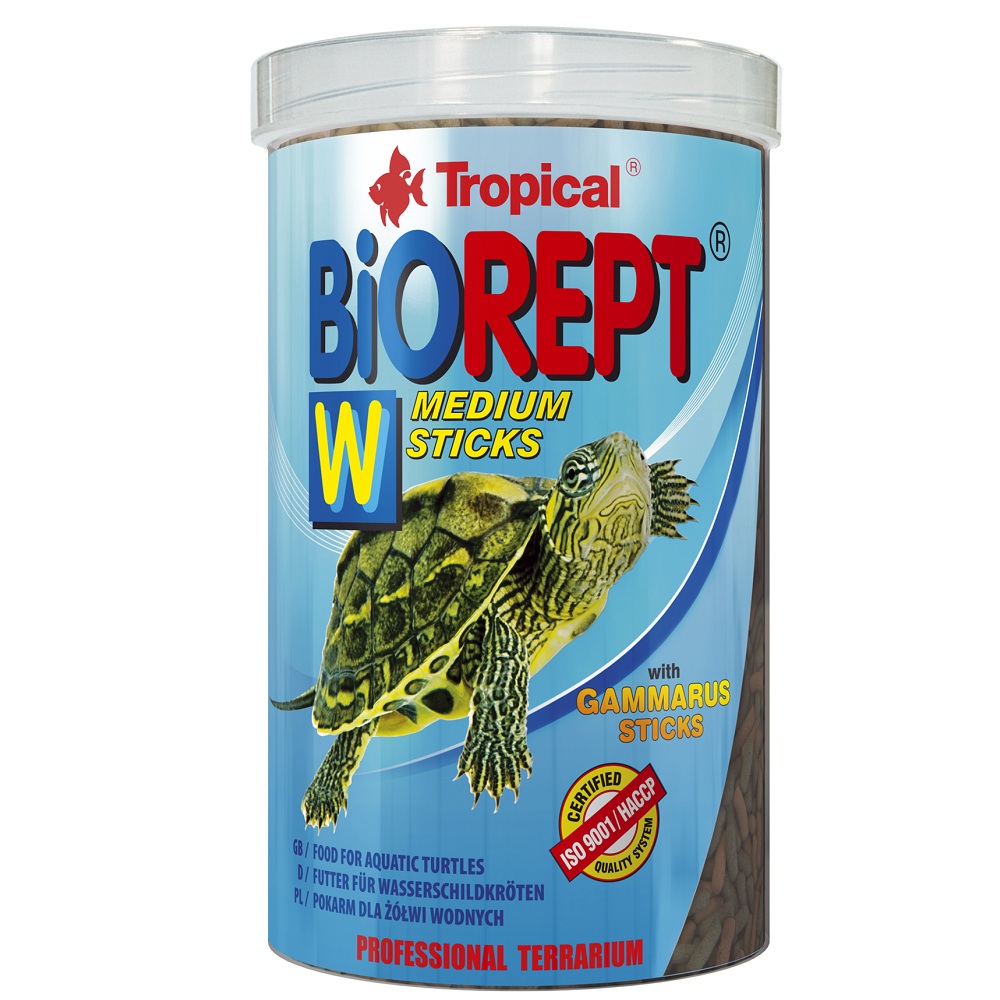 Tropical®
BiOREPT®
W
MEDIUM
STICKS
with
GAMMARUS
STICKS
CERTIFIED
ISO 9001/HACCP
QUALITY SYSTEM
GB/ FOOD FOR AQUATIC TURTLES
D/ FUTTER FÜR WASSERSCHILDKRÖTEN
PL/ POKARM DLA ŻÓŁWI WODNYCH
PROFESSIONAL TERRARIUM